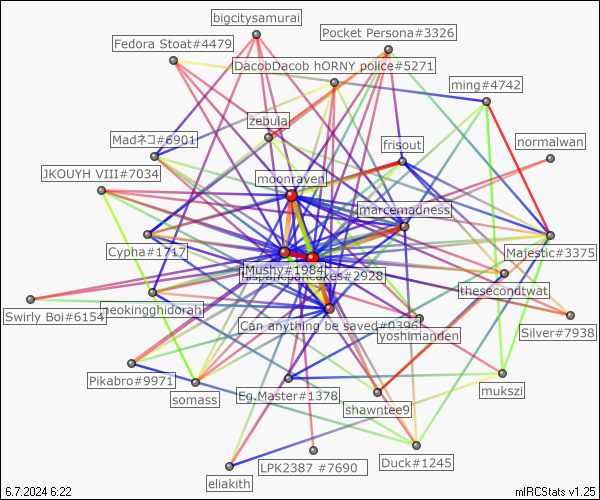 bigcitysamurai
Pocket Persona#3326
Fedora Stoat#4479
DacobDacob hORNY police#5271
ming#4742
zebula
Madネコ#6901
frisout
normalwan
JKOUYH VIII#7034
moonraven
marcemadness
Cypha#1717
Majestic#3375
Mushy#1984
hispanicpancakes#2928
thesecondtwat
Swirly Boi#6154
neokingghidorah
Can anything be saved#0396
yoshimanden
Silver#7938
Pikabro#9971
somass
Eg.Master#1378
shawntee9
mukszi
eliakith
LPK2387 #7690
Duck#1245
6.7.2024 6:22
mIRCStats v1.25